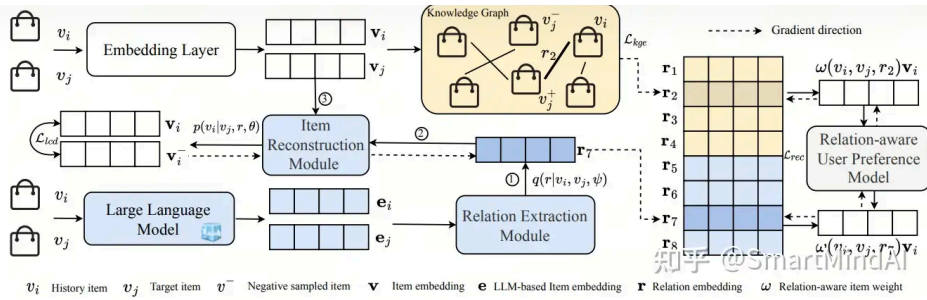 v_i
v_j
Embedding Layer
v_i
v_j
Knowledge Graph
v_j^-
v_i
r_2
v_j^+
L_kge
Gradient direction
r_1
r_2
r_3
r_4
r_5
r_6
r_7
r_8
ω(v_i, v_j, r_2)v_i
Relation-aware
User Preference
Model
L_rec
ω(v_i, v_j, r_7)v_i
③
L_lcd
v_i
v_i^-
p(v_i|v_j, r, θ)
Item
Reconstruction
Module
②
r_7
① q(r|v_i, v_j, ψ)
v_i
v_j
Large Language
Model
e_i
e_j
Relation Extraction
Module
知乎 @SmartMindAI
v_i History item v_j Target item v^- Negative sampled item v Item embedding e LLM-based Item embedding r Relation embedding ω Relation-aware item weight